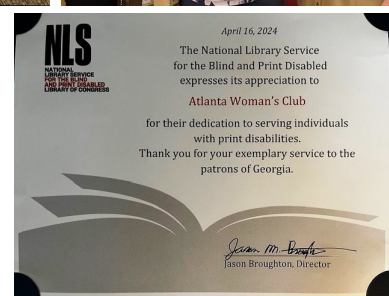 NLS
NATIONAL
LIBRARY SERVICE
FOR THE BLIND
AND PRINT DISABLED
LIBRARY OF CONGRESS
April 16, 2024
The National Library Service
for the Blind and Print Disabled
expresses its appreciation to
Atlanta Woman's Club
for their dedication to serving individuals
with print disabilities.
Thank you for your exemplary service to the
patrons of Georgia.
Jason M. Broughton
Jason Broughton, Director